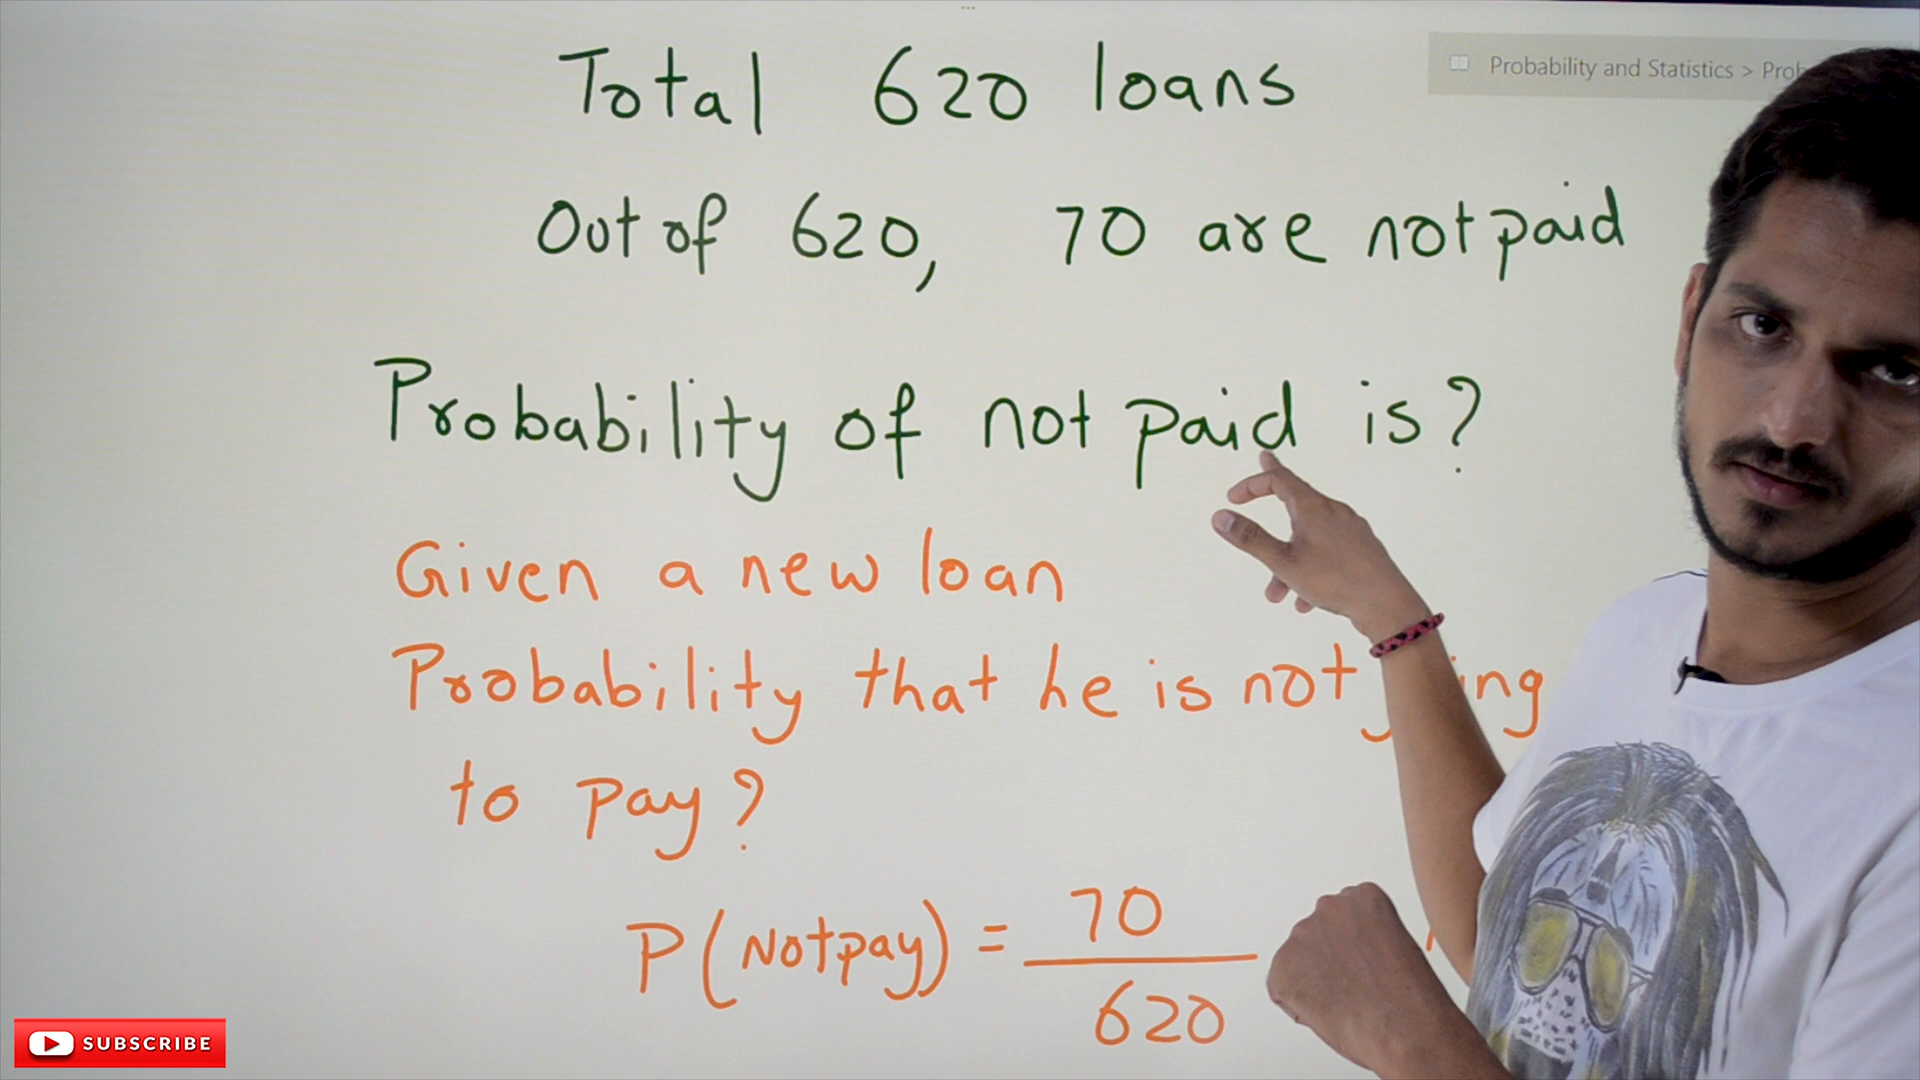 Probability and Statistics > Prob
Total 620 loans
Out of 620, 70 are not paid
Probability of not paid is?
Given a new loan
Probability that he is not
to pay?
P(Notpay) = 70/620
SUBSCRIBE